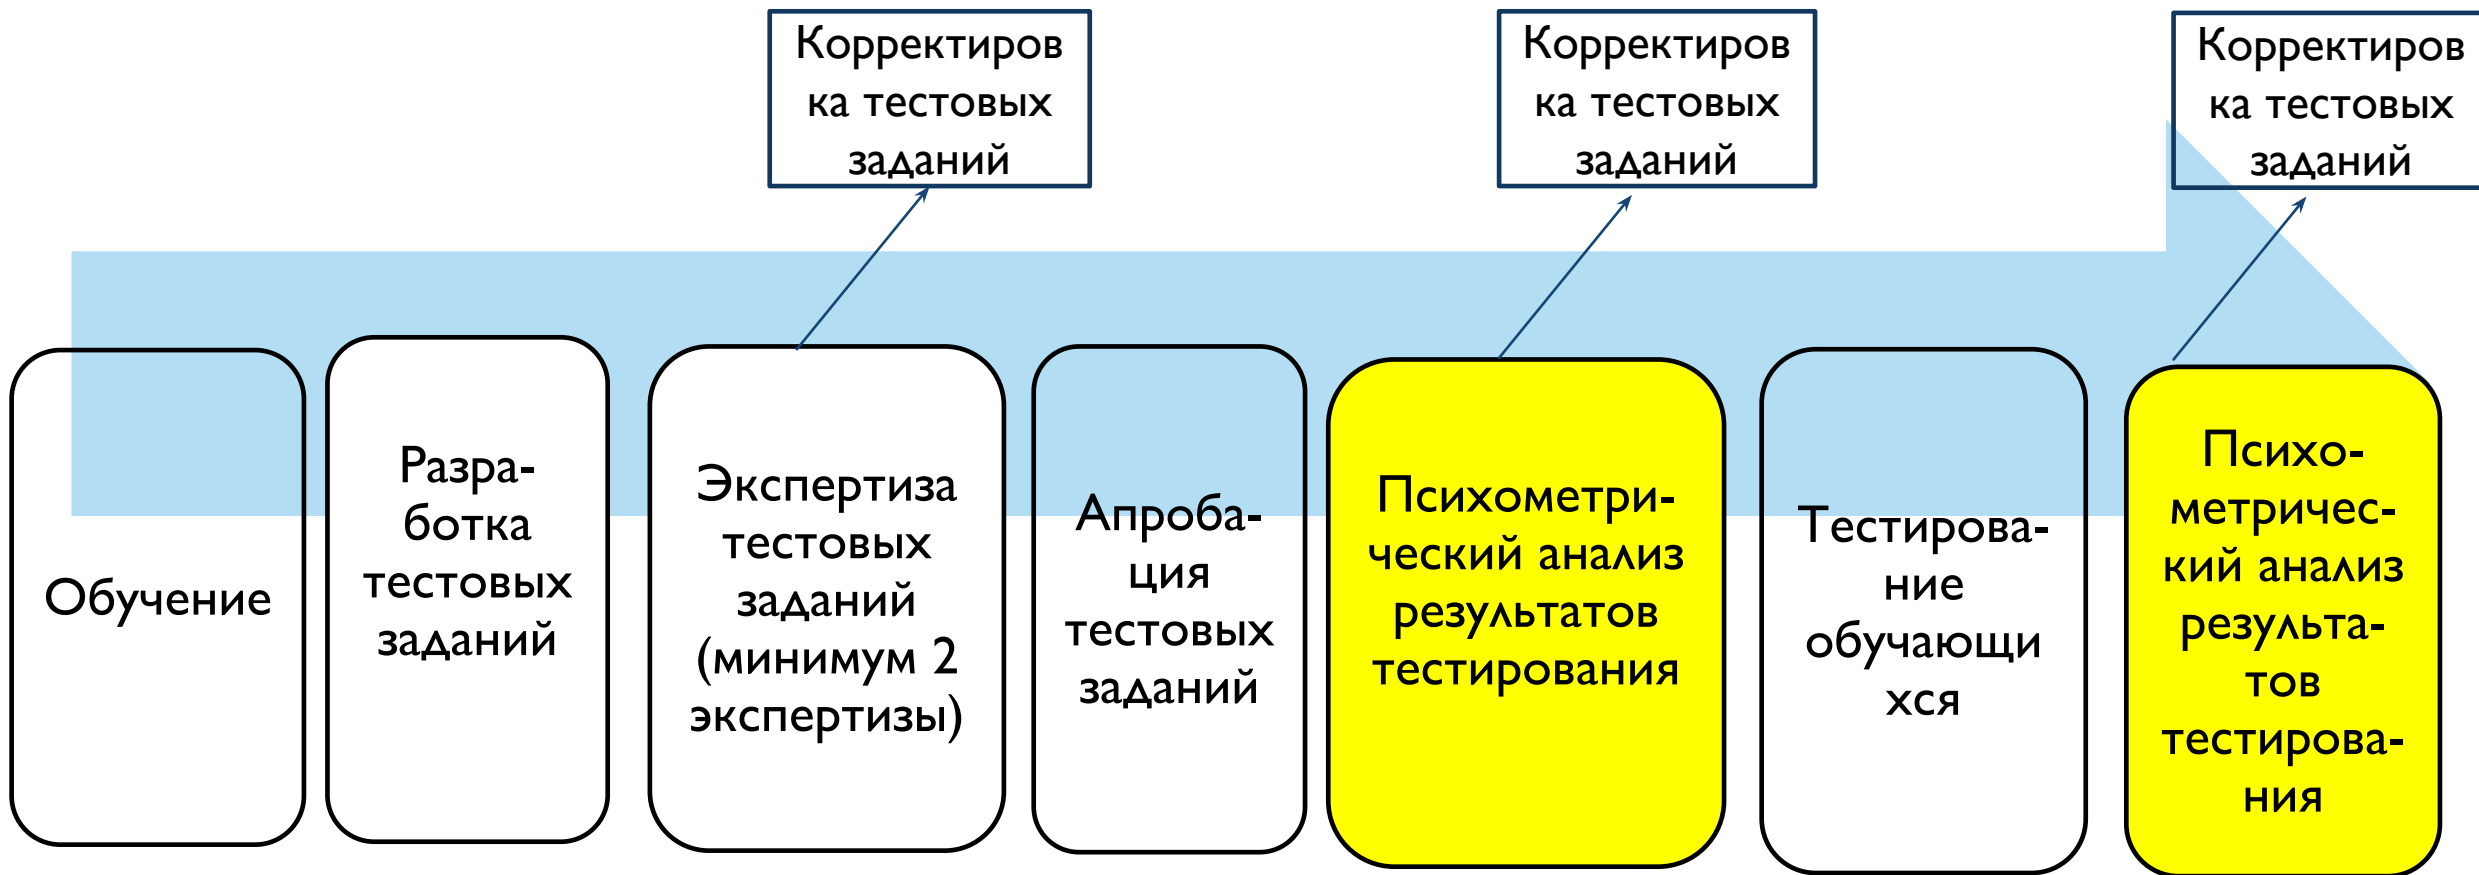 Корректиров
ка тестовых
заданий
Корректиров
ка тестовых
заданий
Корректиров
ка тестовых
заданий
Обучение
Разра-
ботка
тестовых
заданий
Экспертиза
тестовых
заданий
(минимум 2
экспертизы)
Апроба-
ция
тестовых
заданий
Психометри-
ческий анализ
результатов
тестирования
Тестирова-
ние
обучающи
хся
Психо-
метричес-
кий анализ
результа-
тов
тестирова-
ния